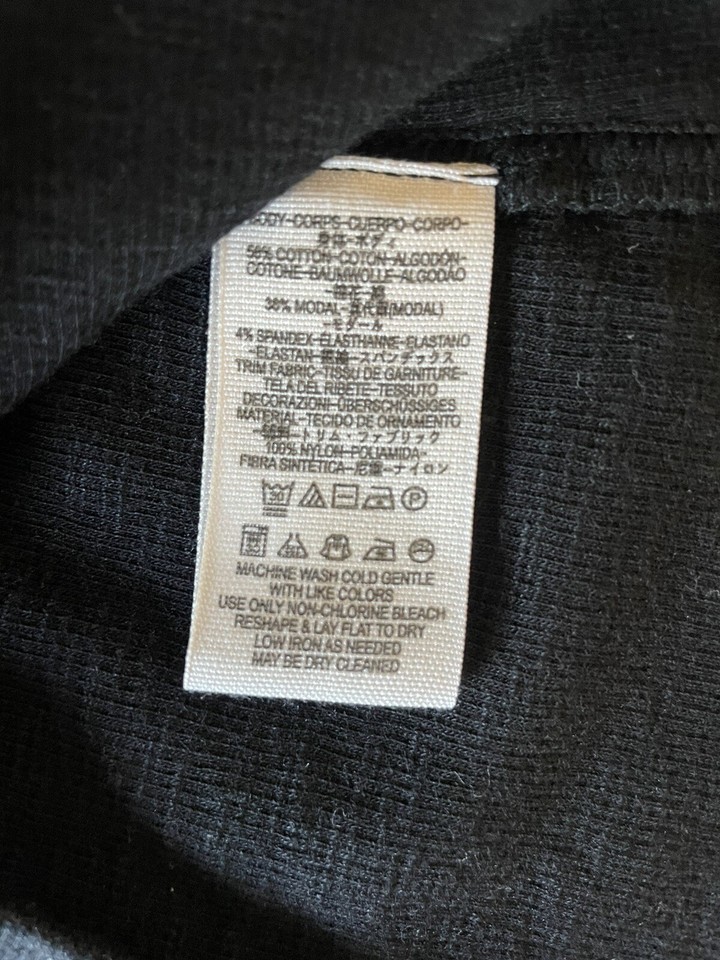 BODY-CORPS-CUERPO-CORPO-
身体-ボディ
58% COTTON-COTON-ALGODÓN-
COTONE-BAUMWOLLE-ALGODÃO
-棉花-綿
38% MODAL-莫代爾(MODAL)
-モダール
4% SPANDEX-ÉLASTHANNE-ELASTANO
-ELASTAN-スパンデックス
TRIM FABRIC-TISSU DE GARNITURE-
TELA DEL RIBETE-TESSUTO
DECORAZIONI-ÜBERSCHÜSSIGES
MATERIAL-TECIDO DE ORNAMENTO
-トリム・ファブリック
100% NYLON-POLIAMIDA-
FIBRA SINTÉTICA-尼龍-ナイロン
30 P
MACHINE WASH COLD GENTLE
WITH LIKE COLORS
USE ONLY NON-CHLORINE BLEACH
RESHAPE & LAY FLAT TO DRY
LOW IRON AS NEEDED
MAY BE DRY CLEANED